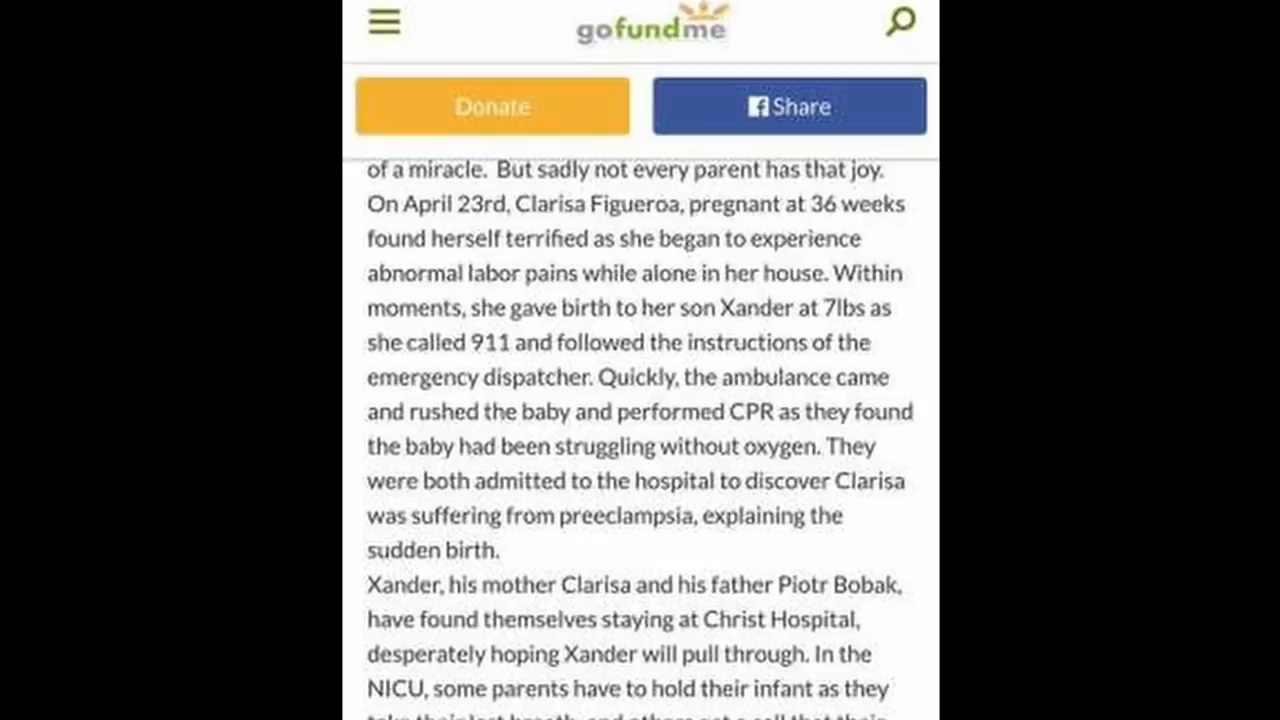 gofundme
Donate
Share
of a miracle. But sadly not every parent has that joy.
On April 23rd, Clarisa Figueroa, pregnant at 36 weeks
found herself terrified as she began to experience
abnormal labor pains while alone in her house. Within
moments, she gave birth to her son Xander at 7lbs as
she called 911 and followed the instructions of the
emergency dispatcher. Quickly, the ambulance came
and rushed the baby and performed CPR as they found
the baby had been struggling without oxygen. They
were both admitted to the hospital to discover Clarisa
was suffering from preeclampsia, explaining the
sudden birth.
Xander, his mother Clarisa and his father Piotr Bobak,
have found themselves staying at Christ Hospital,
desperately hoping Xander will pull through. In the
NICU, some parents have to hold their infant as they